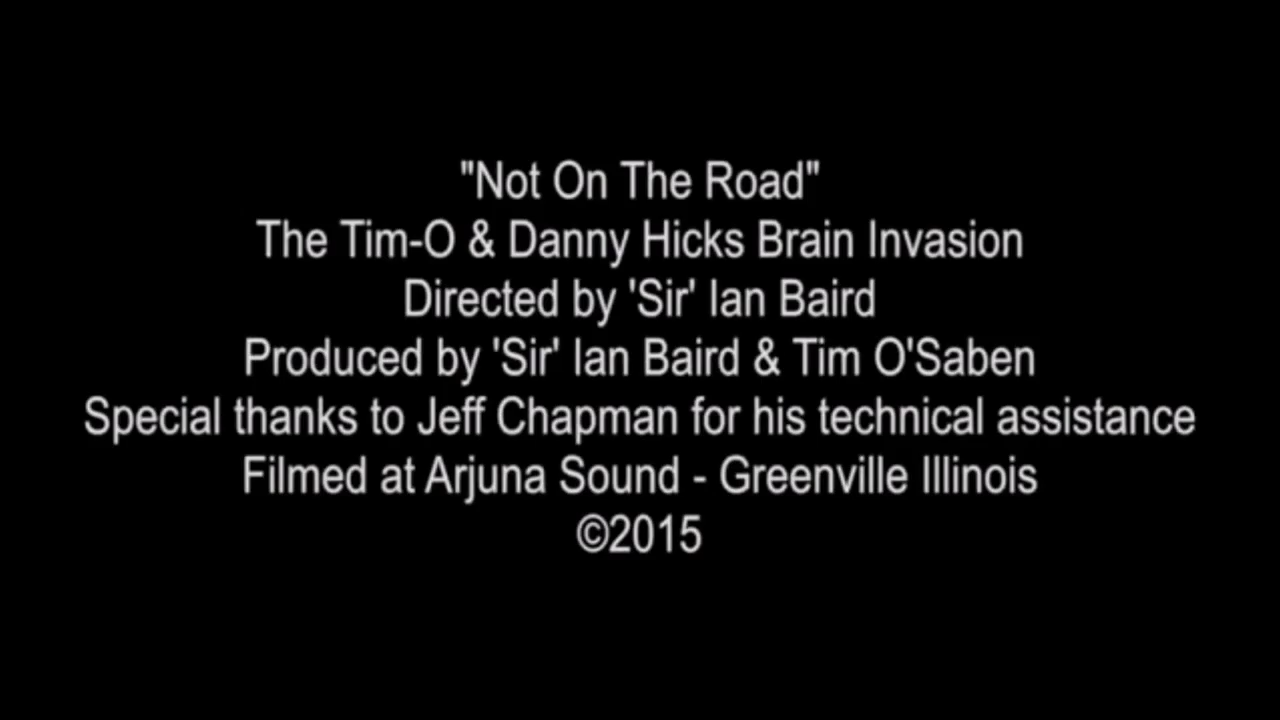 "Not On The Road"
The Tim-O & Danny Hicks Brain Invasion
Directed by 'Sir' Ian Baird
Produced by 'Sir' Ian Baird & Tim O'Saben
Special thanks to Jeff Chapman for his technical assistance
Filmed at Arjuna Sound - Greenville Illinois
©2015